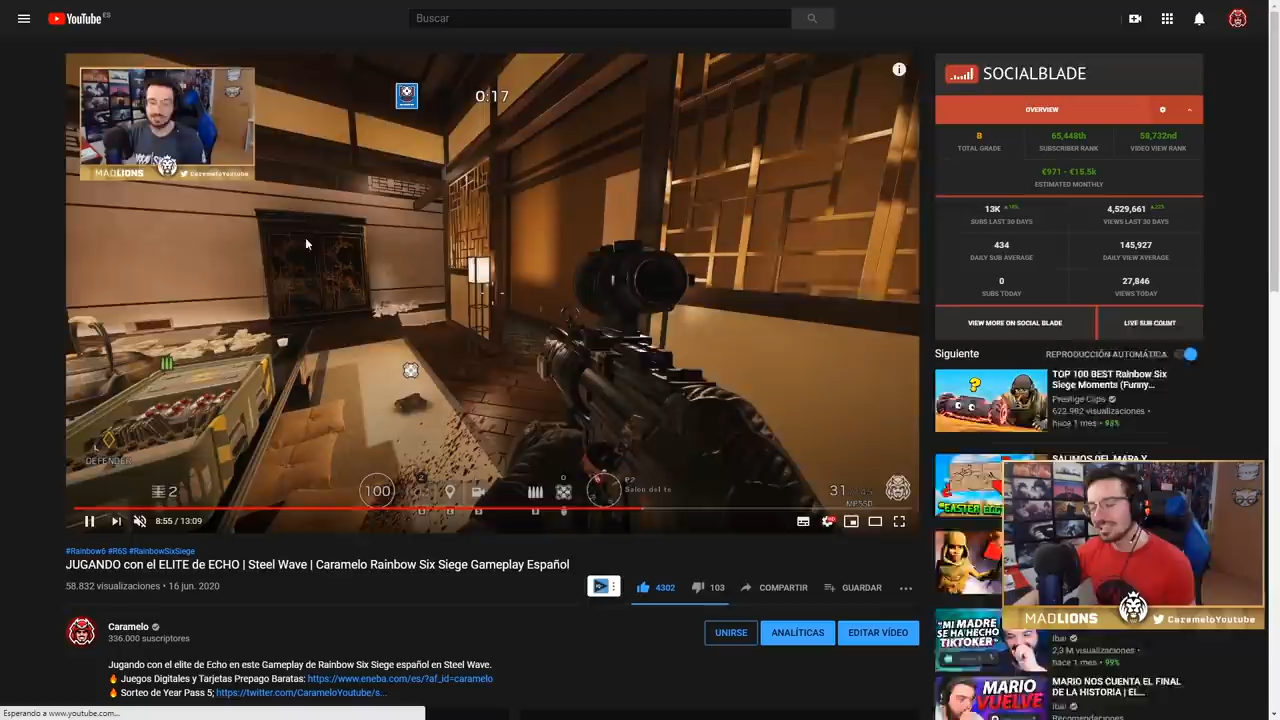 YouTube ES
Buscar
0:17
MADLIONS CarameloYoutube
DEFENDER
2
100
P2
Salon del te
31
MP5SD
8:55 / 13:09
SOCIALBLADE
OVERVIEW
B
TOTAL GRADE
65,448th
SUBSCRIBER RANK
58,732nd
VIDEO VIEW RANK
€971 - €15.5k
ESTIMATED MONTHLY
13K
SUBS LAST 30 DAYS
4,529,661
VIEWS LAST 30 DAYS
434
DAILY SUB AVERAGE
145,927
DAILY VIEW AVERAGE
0
SUBS TODAY
27,846
VIEWS TODAY
VIEW MORE ON SOCIAL BLADE
LIVE SUB COUNT
Siguiente
REPRODUCCIÓN AUTOMÁTICA
TOP 100 BEST Rainbow Six
Siege Moments (Funny...
Prestige Clips
622.982 visualizaciones •
hace 1 mes • 98%
SALIMOS DEL MAPA Y
"EASTER EGG
MADLIONS CarameloYoutube
"MI MADRE
SE HA HECHO
TIKTOKER"
Ibai
2,3 M visualizaciones •
hace 1 mes • 99%
MARIO VUELVE
MARIO NOS CUENTA EL FINAL
DE LA HISTORIA | EL...
Ibai
Recomendaciones
#Rainbow6 #R6S #RainbowSixSiege
JUGANDO con el ELITE de ECHO | Steel Wave | Caramelo Rainbow Six Siege Gameplay Español
58.832 visualizaciones • 16 jun. 2020
4302
103
COMPARTIR
GUARDAR
Caramelo
336.000 suscriptores
UNIRSE
ANALÍTICAS
EDITAR VÍDEO
Jugando con el elite de Echo en este Gameplay de Rainbow Six Siege español en Steel Wave.
Juegos Digitales y Tarjetas Prepago Baratas: https://www.eneba.com/es/?af_id=caramelo
Sorteo de Year Pass 5; https://twitter.com/CarameloYoutube/s...
Esperando a www.youtube.com...